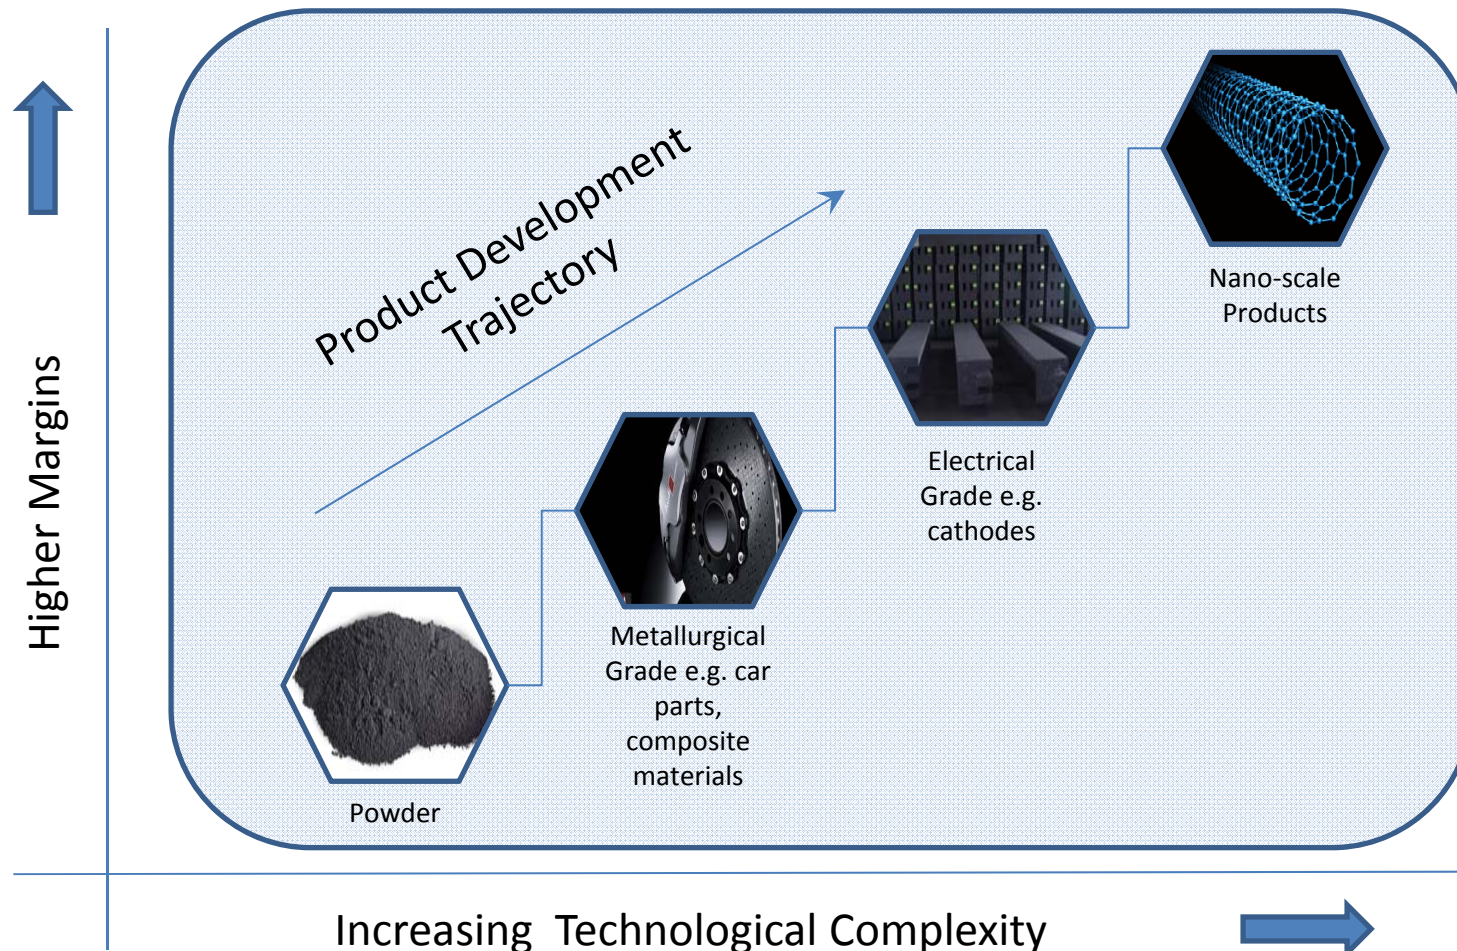 Higher Margins
Product Development
Trajectory
Nano-scale
Products
Electrical
Grade e.g.
cathodes
Metallurgical
Grade e.g. car
parts,
composite
materials
Powder
Increasing  Technological Complexity